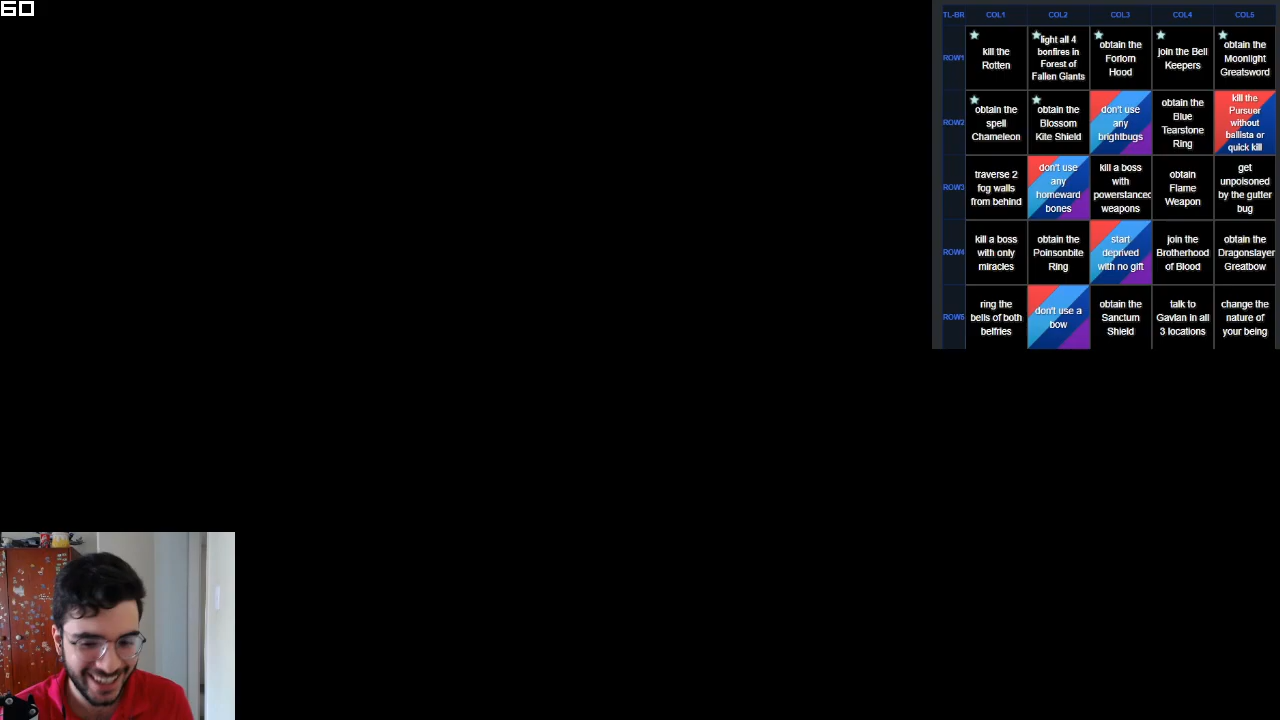 60
TL-BR COL1 COL2 COL3 COL4 COL5
ROW1
kill the
Rotten
light all 4
bonfires in
Forest of
Fallen Giants
obtain the
Forlorn
Hood
join the Bell
Keepers
obtain the
Moonlight
Greatsword
ROW2
obtain the
spell
Chameleon
obtain the
Blossom
Kite Shield
don't use
any
brightbugs
obtain the
Blue
Tearstone
Ring
kill the
Pursuer
without
ballista or
quick kill
ROW3
traverse 2
fog walls
from behind
don't use
any
homeward
bones
kill a boss
with
powerstanced
weapons
obtain
Flame
Weapon
get
unpoisoned
by the gutter
bug
ROW4
kill a boss
with only
miracles
obtain the
Poinsonbite
Ring
start
deprived
with no gift
join the
Brotherhood
of Blood
obtain the
Dragonslayer
Greatbow
ROW5
ring the
bells of both
belfries
don't use a
bow
obtain the
Sanctum
Shield
talk to
Gavlan in all
3 locations
change the
nature of
your being